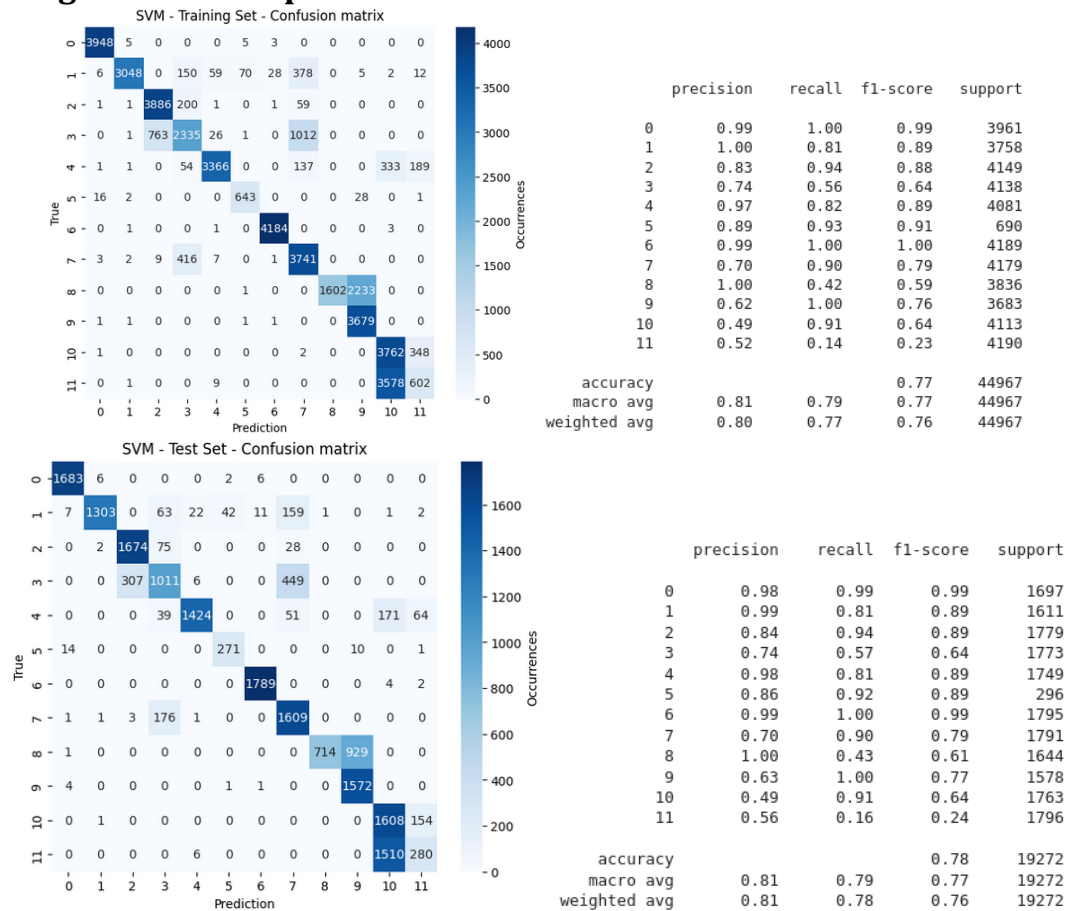 SVM - Training Set - Confusion matrix
0 3948 5 0 0 0 5 3 0 0 0 0 0
1 6 3048 0 150 59 70 28 378 0 5 2 12
2 1 1 3886 200 1 0 1 59 0 0 0 0
3 0 1 763 2335 26 1 0 1012 0 0 0 0
4 1 1 0 54 3366 0 0 137 0 0 333 189
5 16 2 0 0 0 643 0 0 0 28 0 1
6 0 1 0 0 1 0 4184 0 0 0 3 0
7 3 2 9 416 7 0 1 3741 0 0 0 0
8 0 0 0 0 0 1 0 0 1602 2233 0 0
9 1 1 0 0 0 1 1 0 0 3679 0 0
10 1 0 0 0 0 0 0 2 0 0 3762 348
11 0 1 0 0 9 0 0 0 0 0 3578 602
0 1 2 3 4 5 6 7 8 9 10 11
Prediction
True
4000
3500
3000
2500
2000
1500
1000
500
0
Occurrences
precision recall f1-score support
0 0.99 1.00 0.99 3961
1 1.00 0.81 0.89 3758
2 0.83 0.94 0.88 4149
3 0.74 0.56 0.64 4138
4 0.97 0.82 0.89 4081
5 0.89 0.93 0.91 690
6 0.99 1.00 1.00 4189
7 0.70 0.90 0.79 4179
8 1.00 0.42 0.59 3836
9 0.62 1.00 0.76 3683
10 0.49 0.91 0.64 4113
11 0.52 0.14 0.23 4190
accuracy 0.77 44967
macro avg 0.81 0.79 0.77 44967
weighted avg 0.80 0.77 0.76 44967
SVM - Test Set - Confusion matrix
0 1683 6 0 0 0 2 6 0 0 0 0 0
1 7 1303 0 63 22 42 11 159 1 0 1 2
2 0 2 1674 75 0 0 0 28 0 0 0 0
3 0 0 307 1011 6 0 0 449 0 0 0 0
4 0 0 0 39 1424 0 0 51 0 0 171 64
5 14 0 0 0 0 271 0 0 0 10 0 1
6 0 0 0 0 0 0 1789 0 0 0 4 2
7 1 1 3 176 1 0 0 1609 0 0 0 0
8 1 0 0 0 0 0 0 0 714 929 0 0
9 4 0 0 0 0 1 1 0 0 1572 0 0
10 0 1 0 0 0 0 0 0 0 0 1608 154
11 0 0 0 0 6 0 0 0 0 0 1510 280
0 1 2 3 4 5 6 7 8 9 10 11
Prediction
True
1600
1400
1200
1000
800
600
400
200
0
Occurrences
precision recall f1-score support
0 0.98 0.99 0.99 1697
1 0.99 0.81 0.89 1611
2 0.84 0.94 0.89 1779
3 0.74 0.57 0.64 1773
4 0.98 0.81 0.89 1749
5 0.86 0.92 0.89 296
6 0.99 1.00 0.99 1795
7 0.70 0.90 0.79 1791
8 1.00 0.43 0.61 1644
9 0.63 1.00 0.77 1578
10 0.49 0.91 0.64 1763
11 0.56 0.16 0.24 1796
accuracy 0.78 19272
macro avg 0.81 0.79 0.77 19272
weighted avg 0.81 0.78 0.76 19272